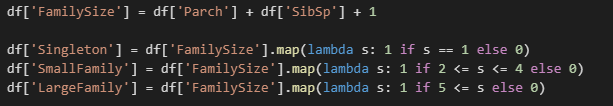 df['FamilySize'] = df['Parch'] + df['SibSp'] + 1
df['Singleton'] = df['FamilySize'].map(lambda s: 1 if s == 1 else 0)
df['SmallFamily'] = df['FamilySize'].map(lambda s: 1 if 2 <= s <= 4 else 0)
df['LargeFamily'] = df['FamilySize'].map(lambda s: 1 if 5 <= s else 0)